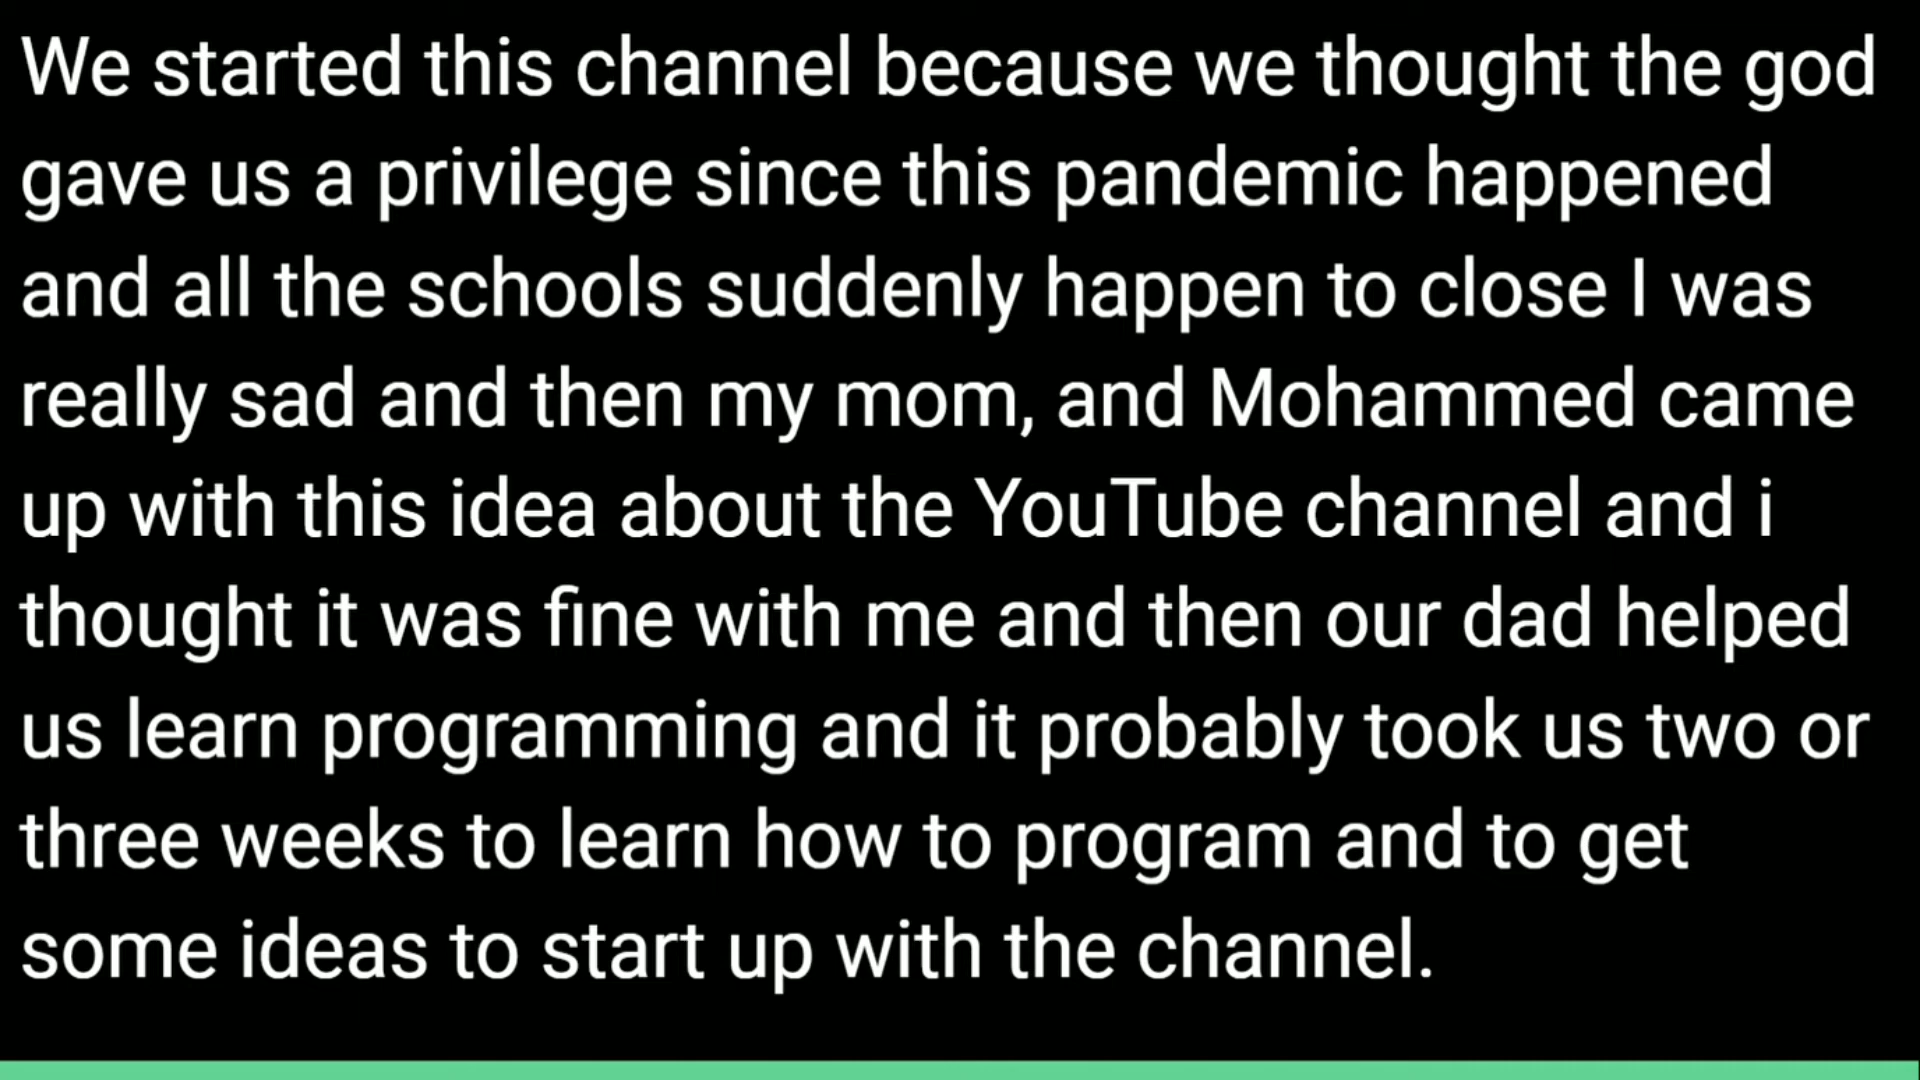 We started this channel because we thought the god
gave us a privilege since this pandemic happened
and all the schools suddenly happen to close I was
really sad and then my mom, and Mohammed came
up with this idea about the YouTube channel and i
thought it was fine with me and then our dad helped
us learn programming and it probably took us two or
three weeks to learn how to program and to get
some ideas to start up with the channel.